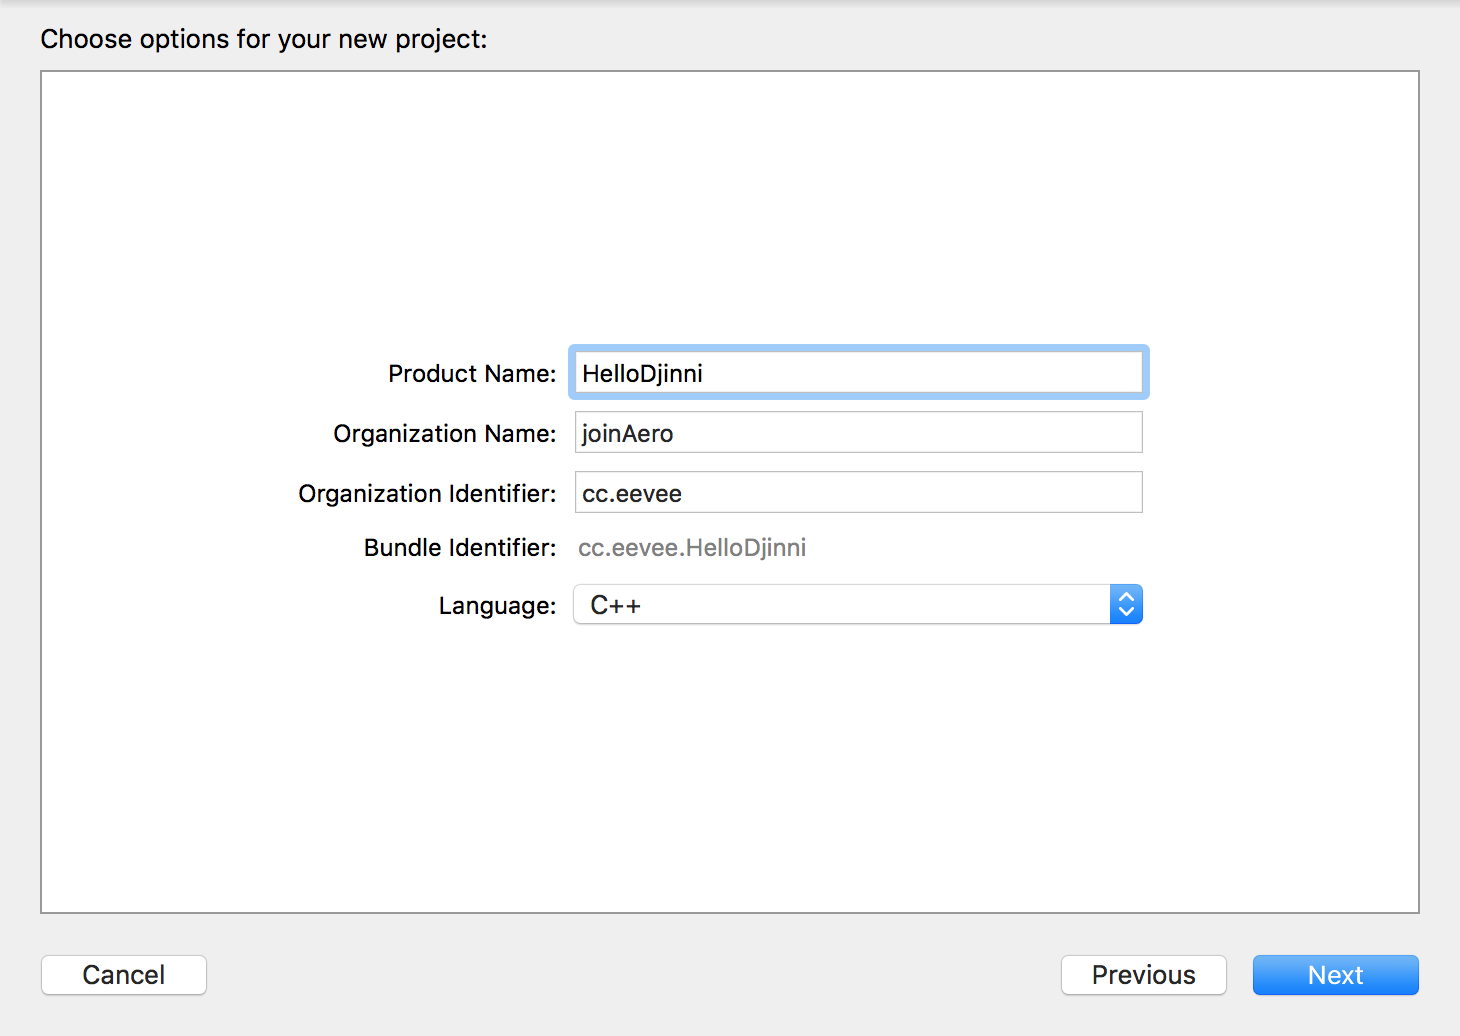 Choose options for your new project:
Product Name: HelloDjinni
Organization Name: joinAero
Organization Identifier: cc.eevee
Bundle Identifier: cc.eevee.HelloDjinni
Language: C++
Cancel Previous Next